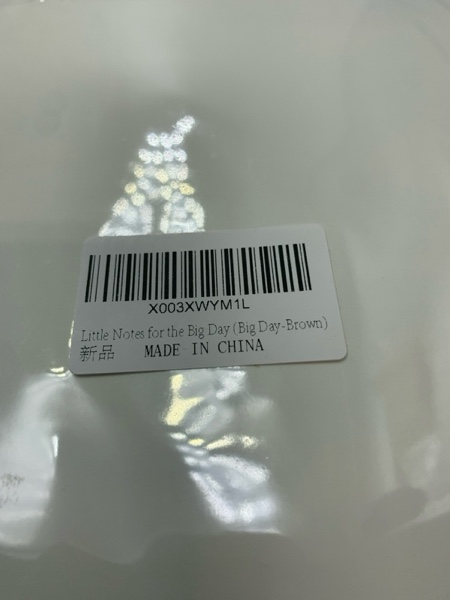 X003XWYM1L
Little Notes for the Big Day (Big Day-Brown)
新品 MADE IN CHINA